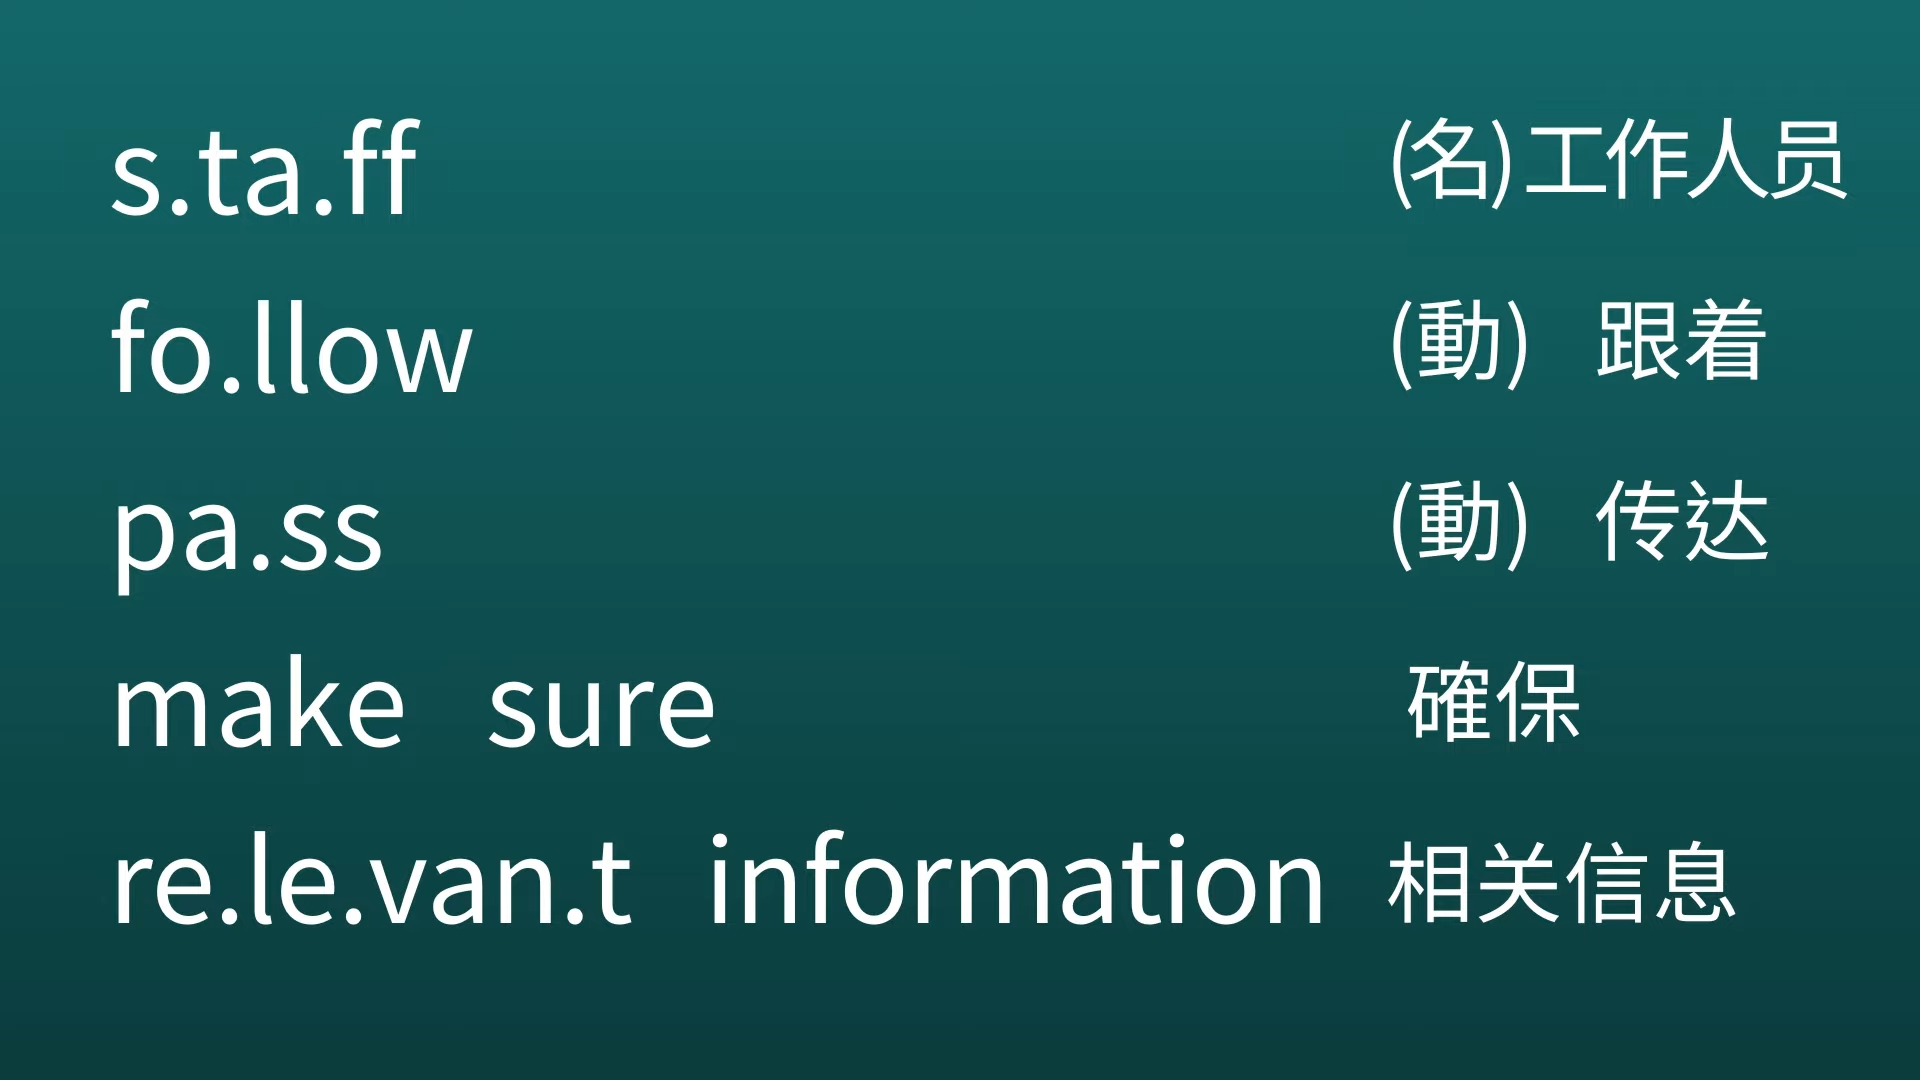 s.ta.ff (名)工作人员
fo.llow (動) 跟着
pa.ss (動) 传达
make sure 確保
re.le.van.t information 相关信息